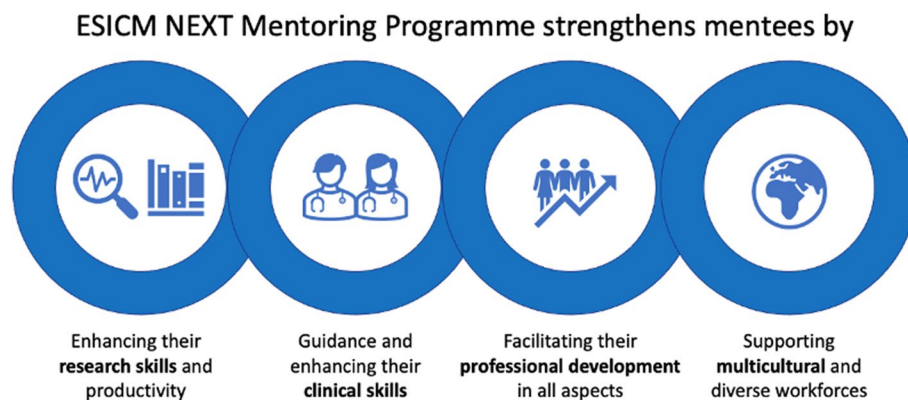 ESICM NEXT Mentoring Programme strengthens mentees by
Enhancing their
research skills and
productivity
Guidance and
enhancing their
clinical skills
Facilitating their
professional development
in all aspects
Supporting
multicultural and
diverse workforces